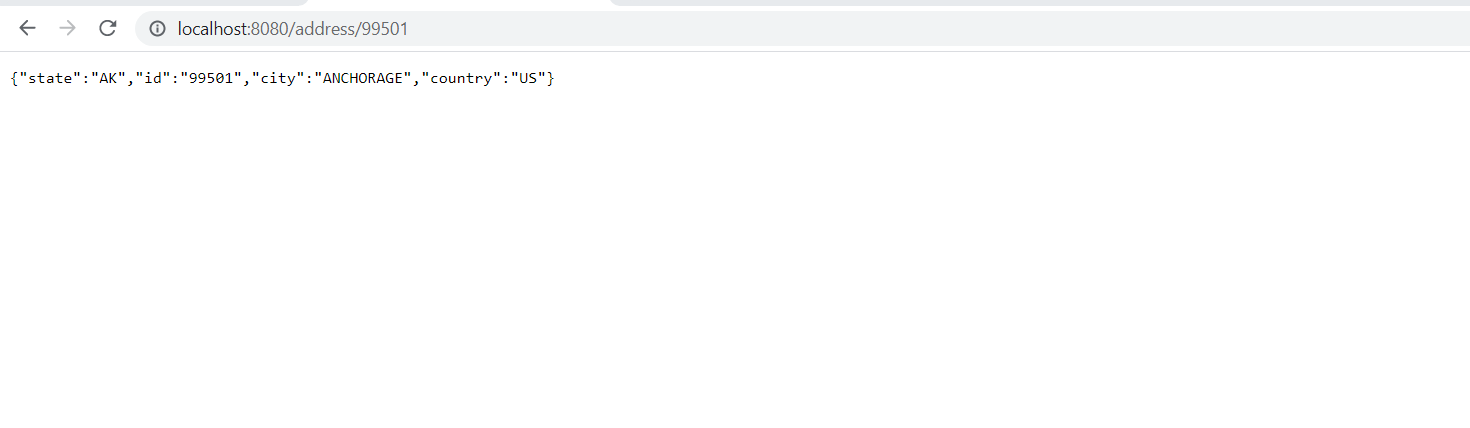 localhost:8080/address/99501
{"state":"AK","id":"99501","city":"ANCHORAGE","country":"US"}